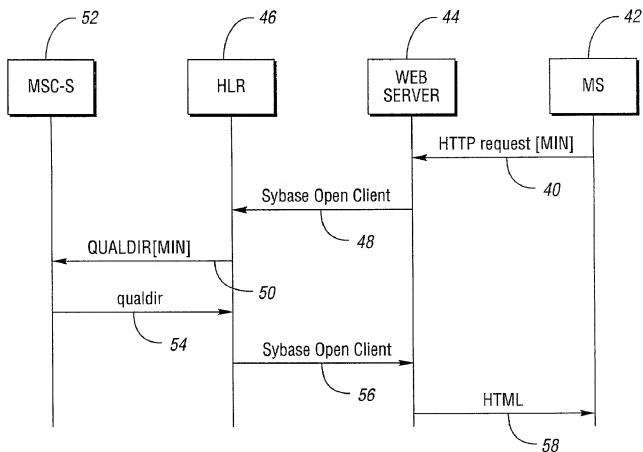 52
46
44
42
MSC-S
HLR
WEB
SERVER
MS
HTTP request [MIN]
40
Sybase Open Client
48
QUALDIR[MIN]
50
qualdir
54
Sybase Open Client
56
HTML
58